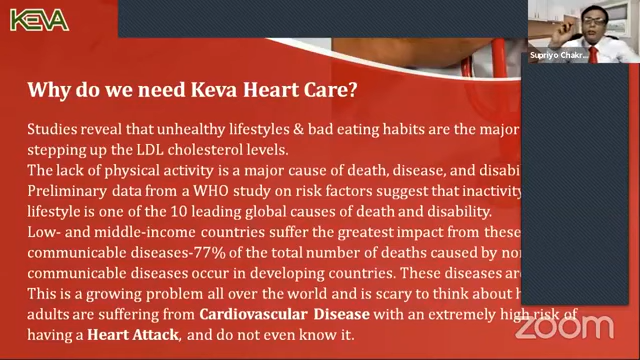 KEVA
Supriyo Chakr...
Why do we need Keva Heart Care?
Studies reveal that unhealthy lifestyles & bad eating habits are the major
stepping up the LDL cholesterol levels.
The lack of physical activity is a major cause of death, disease, and disabi
Preliminary data from a WHO study on risk factors suggest that inactivity
lifestyle is one of the 10 leading global causes of death and disability.
Low- and middle-income countries suffer the greatest impact from these
communicable diseases-77% of the total number of deaths caused by no
communicable diseases occur in developing countries. These diseases ar
This is a growing problem all over the world and is scary to think about h
adults are suffering from Cardiovascular Disease with an extremely high risk of
having a Heart Attack, and do not even know it.
zoom